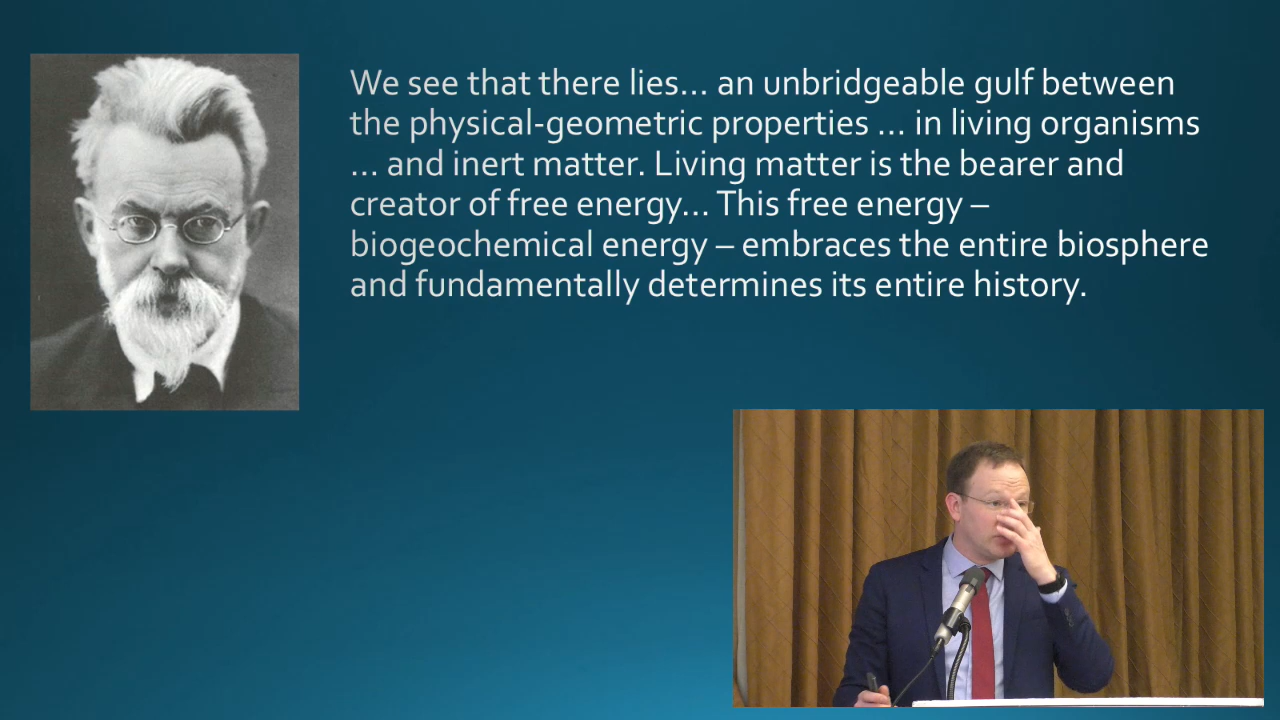 We see that there lies… an unbridgeable gulf between
the physical-geometric properties … in living organisms
… and inert matter. Living matter is the bearer and
creator of free energy… This free energy –
biogeochemical energy – embraces the entire biosphere
and fundamentally determines its entire history.